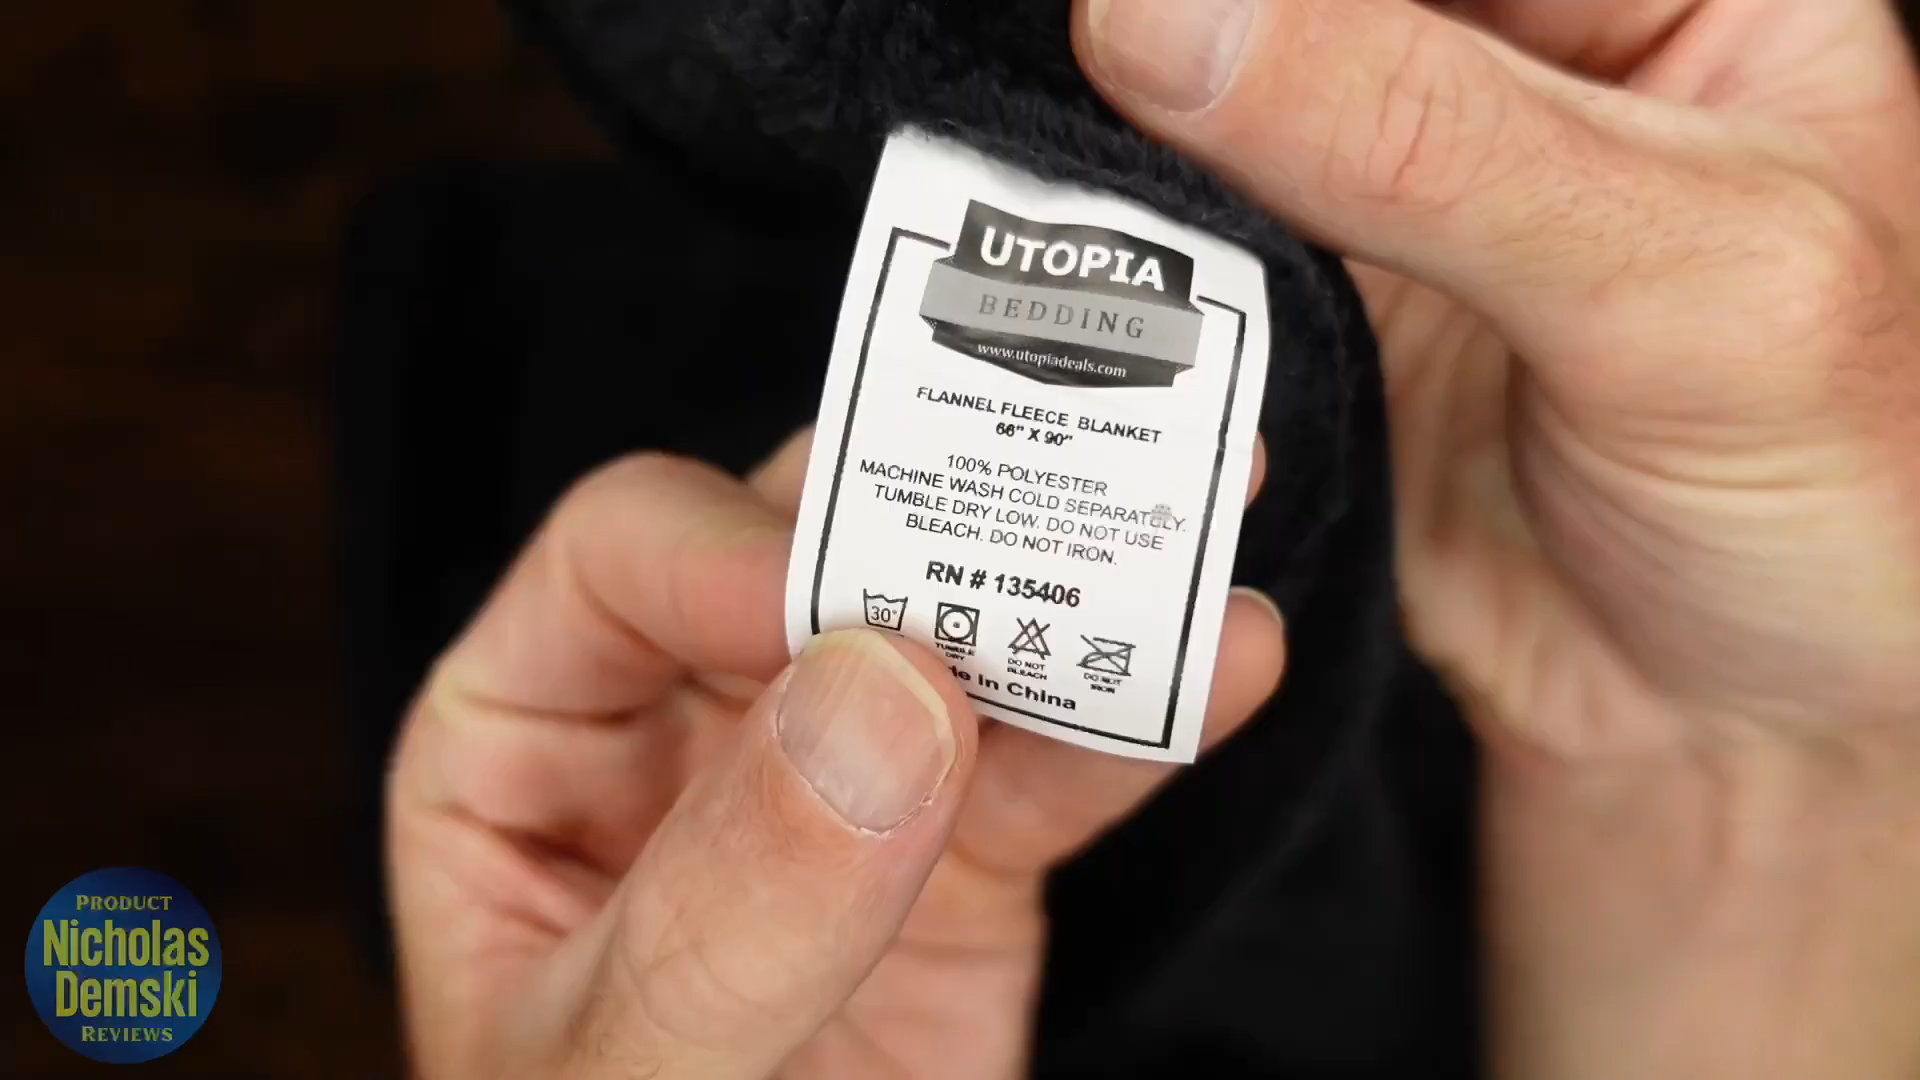 UTOPIA
BEDDING
www.utopiadeals.com
FLANNEL FLEECE BLANKET
66" X 90"
100% POLYESTER
MACHINE WASH COLD SEPARATELY.
TUMBLE DRY LOW. DO NOT USE
BLEACH. DO NOT IRON.
RN # 135406
30°
TUMBLE
DRY
DO NOT
BLEACH
DO NOT
IRON
in China
PRODUCT
Nicholas
Demski
REVIEWS